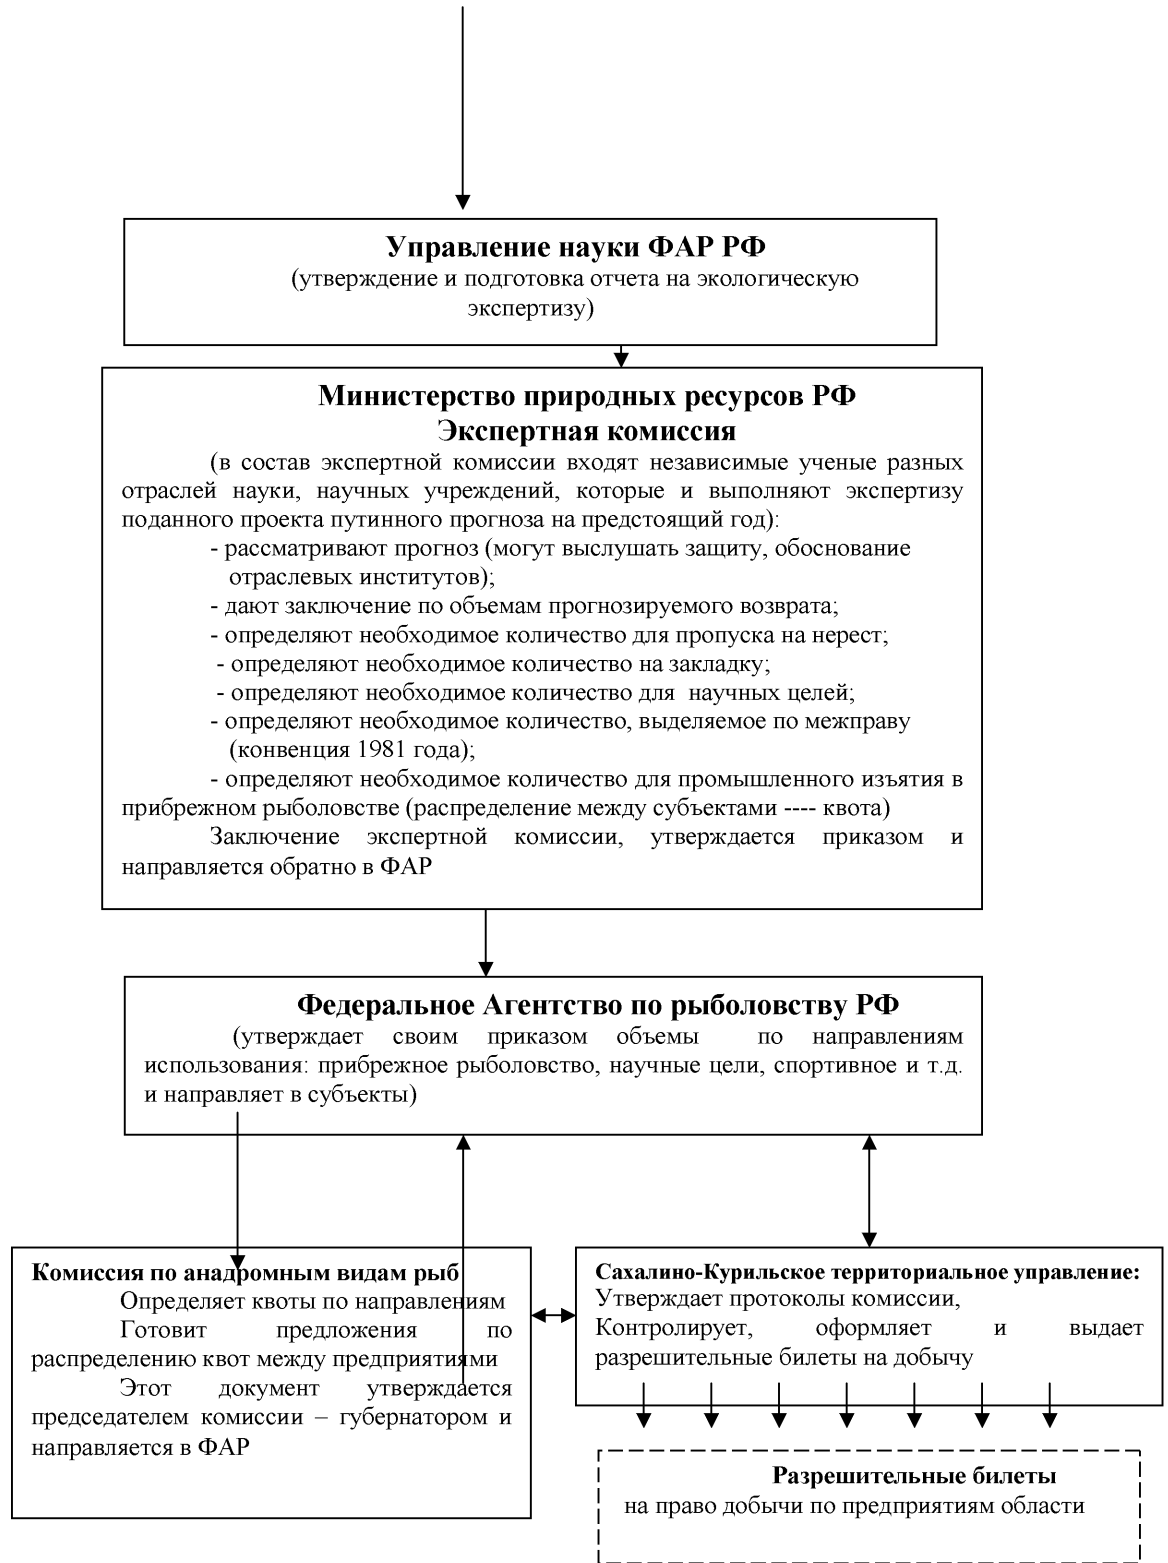 Управление науки ФАР РФ
(утверждение и подготовка отчета на экологическую
экспертизу)
Министерство природных ресурсов РФ
Экспертная комиссия
(в состав экспертной комиссии входят независимые ученые разных
отраслей науки, научных учреждений, которые и выполняют экспертизу
поданного проекта путинного прогноза на предстоящий год):
- рассматривают прогноз (могут выслушать защиту, обоснование
отраслевых институтов);
- дают заключение по объемам прогнозируемого возврата;
- определяют необходимое количество для пропуска на нерест;
- определяют необходимое количество на закладку;
- определяют необходимое количество для научных целей;
- определяют необходимое количество, выделяемое по межправу
(конвенция 1981 года);
- определяют необходимое количество для промышленного изъятия в
прибрежном рыболовстве (распределение между субъектами ---- квота)
Заключение экспертной комиссии, утверждается приказом и
направляется обратно в ФАР
Федеральное Агентство по рыболовству РФ
(утверждает своим приказом объемы по направлениям
использования: прибрежное рыболовство, научные цели, спортивное и т.д.
и направляет в субъекты)
Комиссия по анадромным видам рыб
Определяет квоты по направлениям
Готовит предложения по
распределению квот между предприятиями
Этот документ утверждается
председателем комиссии – губернатором и
направляется в ФАР
Сахалино-Курильское территориальное управление:
Утверждает протоколы комиссии,
Контролирует, оформляет и выдает
разрешительные билеты на добычу
Разрешительные билеты
на право добычи по предприятиям области